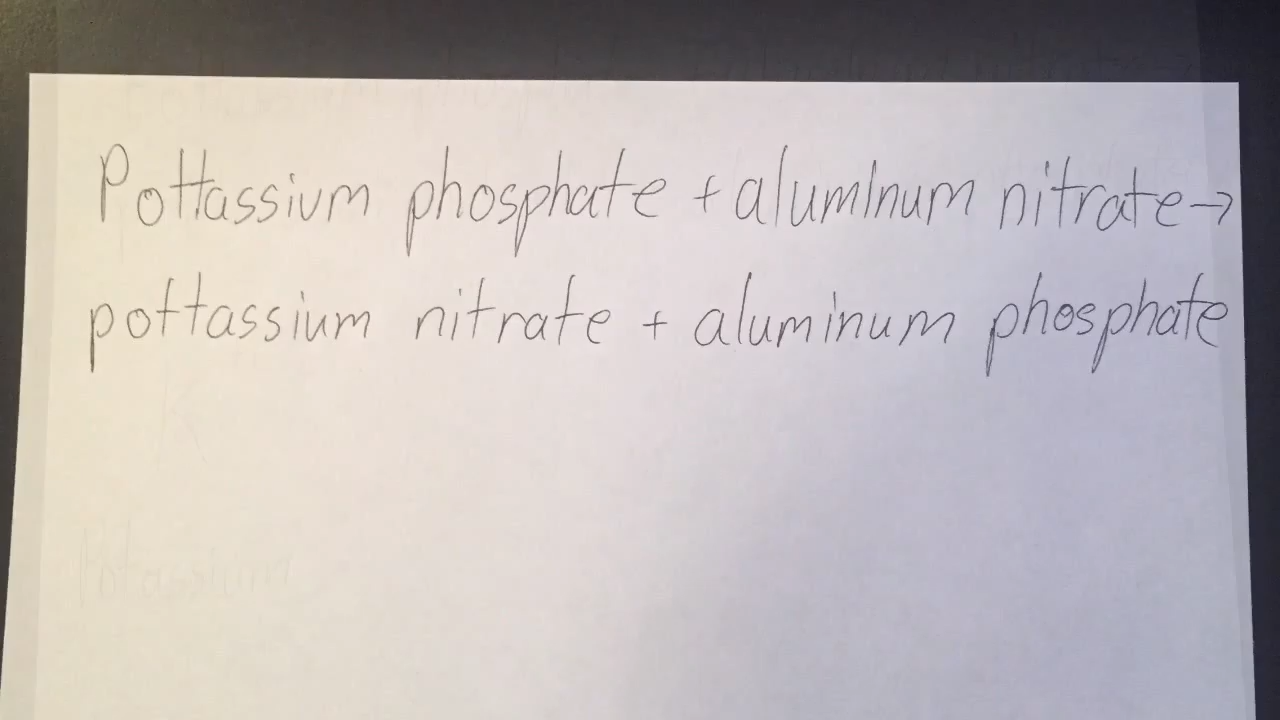 Pottassium phosphate + aluminum nitrate →
pottassium nitrate + aluminum phosphate